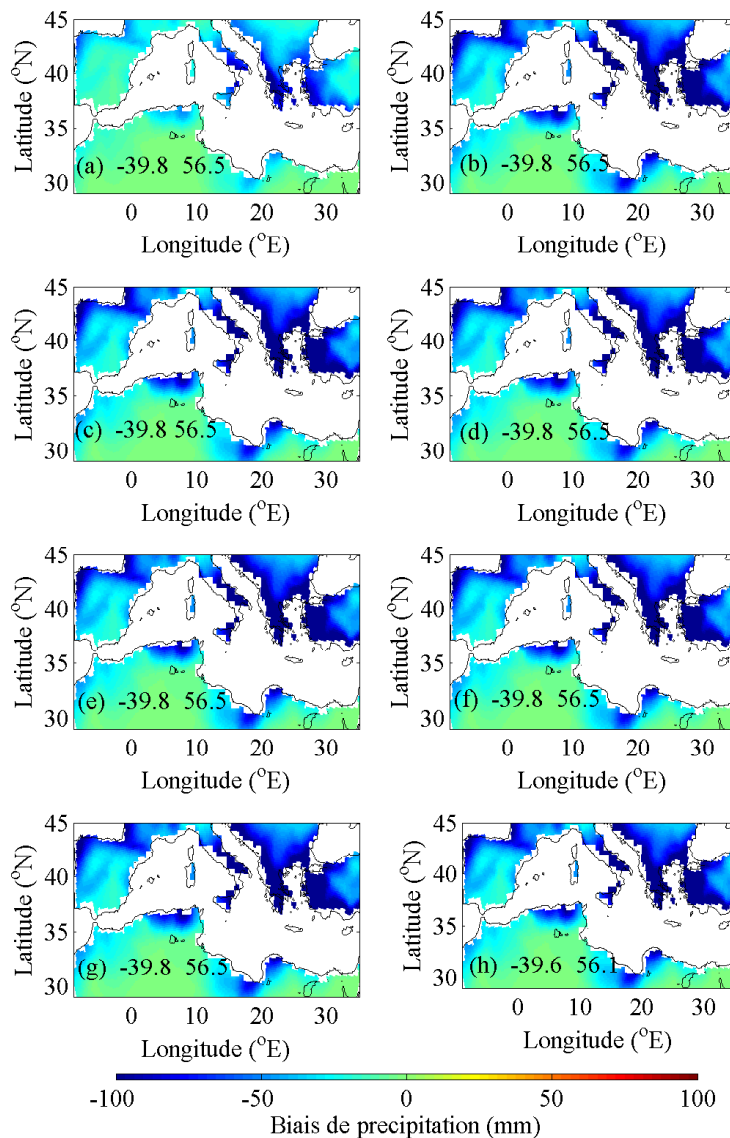 45
40
35
30
Latitude (°N)
(a) -39.8 56.5
0 10 20 30
Longitude (°E)
45
40
35
30
Latitude (°N)
(b) -39.8 56.5
0 10 20 30
Longitude (°E)
45
40
35
30
Latitude (°N)
(c) -39.8 56.5
0 10 20 30
Longitude (°E)
45
40
35
30
Latitude (°N)
(d) -39.8 56.5
0 10 20 30
Longitude (°E)
45
40
35
30
Latitude (°N)
(e) -39.8 56.5
0 10 20 30
Longitude (°E)
45
40
35
30
Latitude (°N)
(f) -39.8 56.5
0 10 20 30
Longitude (°E)
45
40
35
30
Latitude (°N)
(g) -39.8 56.5
0 10 20 30
Longitude (°E)
45
40
35
30
Latitude (°N)
(h) -39.6 56.1
0 10 20 30
Longitude (°E)
-100 -50 0 50 100
Biais de precipitation (mm)